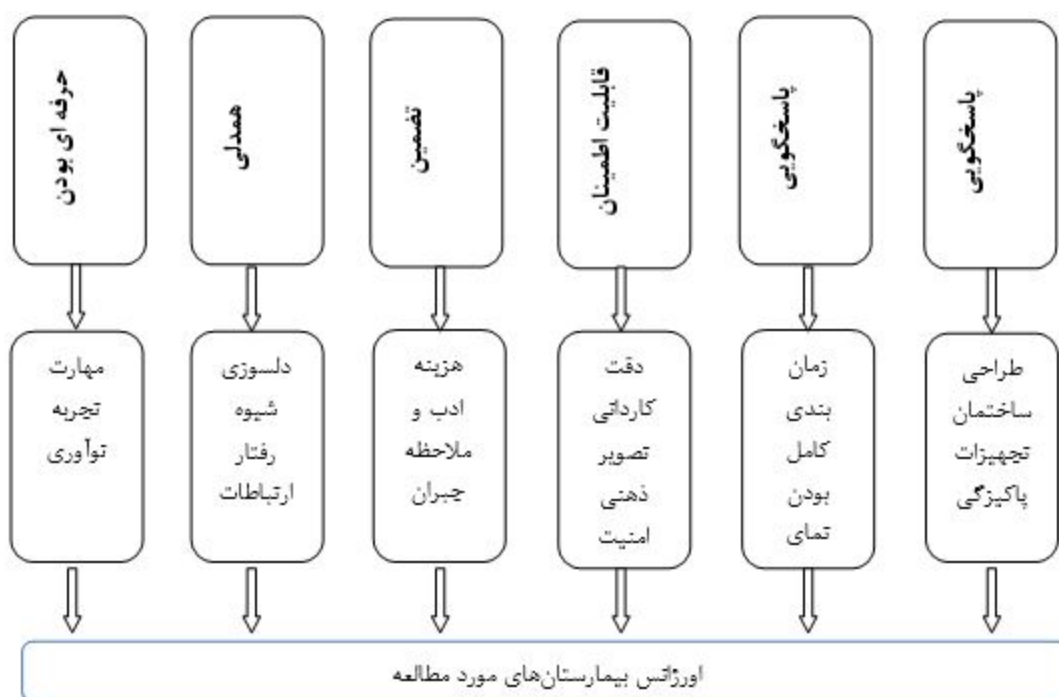 پاسخگویی
پاسخگویی
قابلیت اطمینان
تضمین
همدلی
حرفه ای بودن
طراحی
ساختمان
تجهیزات
پاکیزگی
زمان
بندی
کامل
بودن
تمای
دقت
کاردانی
تصویر
ذهنی
امنیت
هزینه
ادب و
ملاحظه
جبران
دلسوزی
شیوه
رفتار
ارتباطات
مهارت
تجربه
نوآوری
اورژانس بیمارستان‌های مورد مطالعه